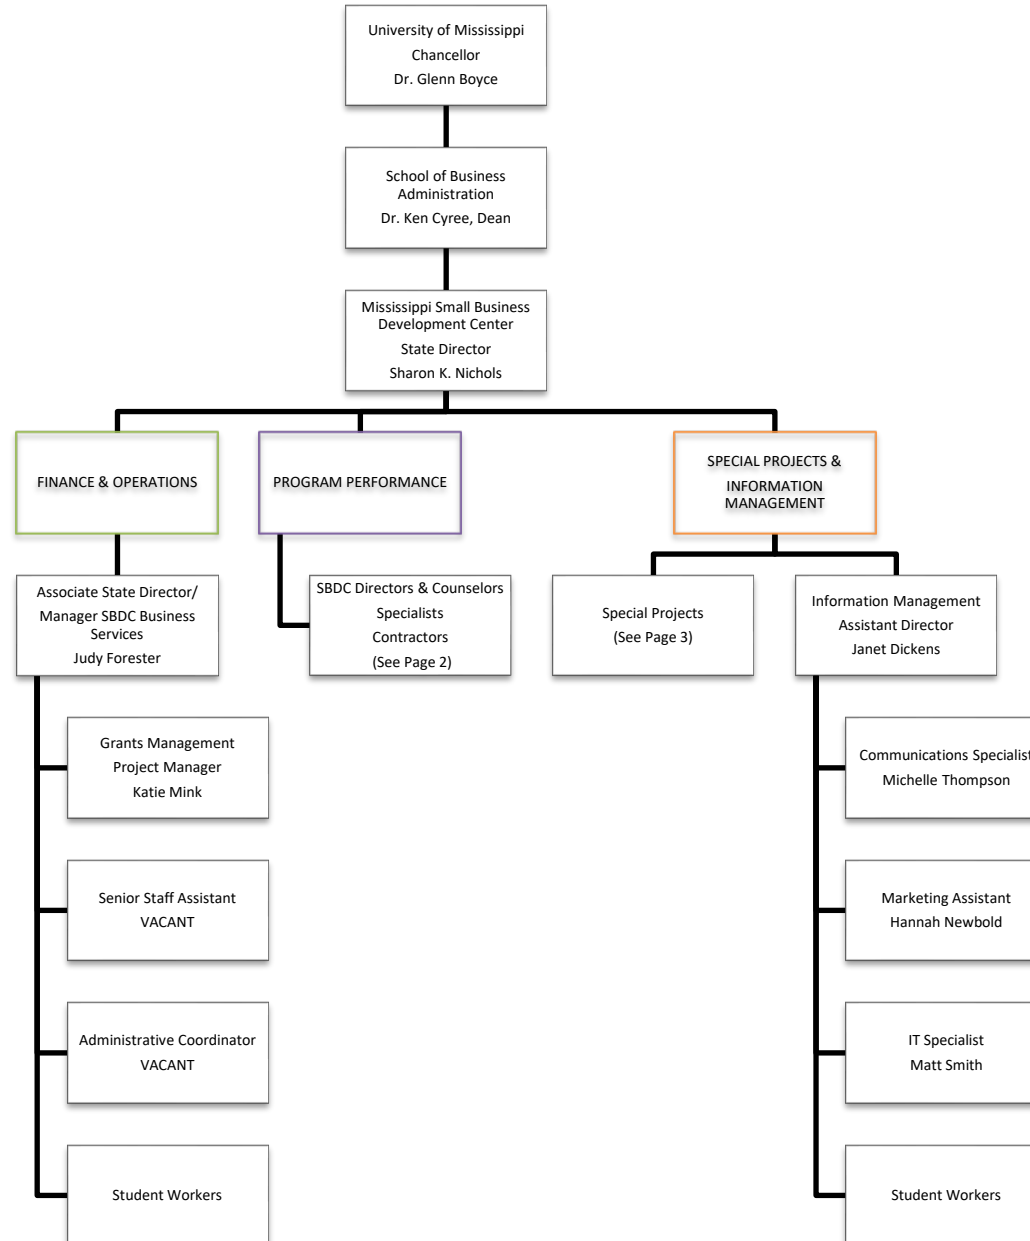 University of Mississippi
Chancellor
Dr. Glenn Boyce
School of Business
Administration
Dr. Ken Cyree, Dean
Mississippi Small Business
Development Center
State Director
Sharon K. Nichols
FINANCE & OPERATIONS
PROGRAM PERFORMANCE
SPECIAL PROJECTS &
INFORMATION
MANAGEMENT
Associate State Director/
Manager SBDC Business
Services
Judy Forester
SBDC Directors & Counselors
Specialists
Contractors
(See Page 2)
Special Projects
(See Page 3)
Information Management
Assistant Director
Janet Dickens
Grants Management
Project Manager
Katie Mink
Communications Specialist
Michelle Thompson
Senior Staff Assistant
VACANT
Marketing Assistant
Hannah Newbold
Administrative Coordinator
VACANT
IT Specialist
Matt Smith
Student Workers
Student Workers